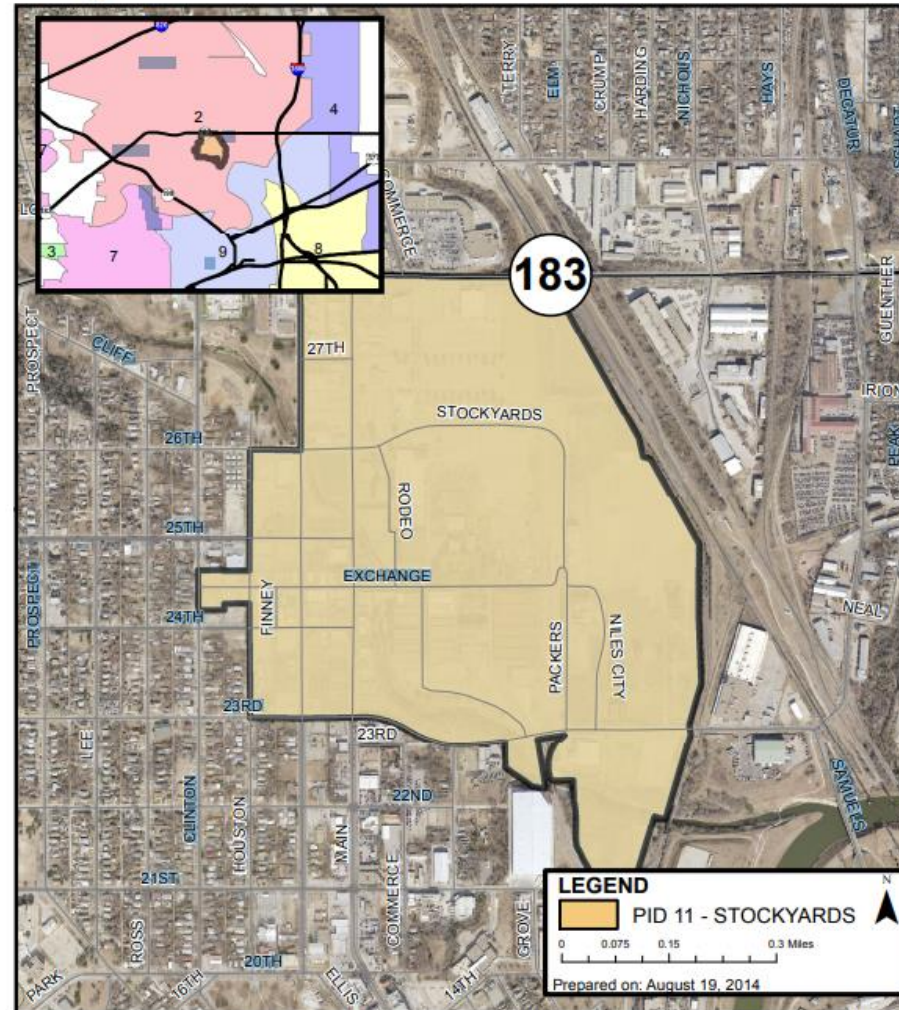 2
4
7
7
3
9
8
COMMERCE
TERRY
ELM
CRUMP
HARDING
NICHOLS
HAYS
DECATUR
183
GUENTHER
PROSPECT
CLIFF
27TH
IRION
PEAK
STOCKYARDS
26TH
RODEO
25TH
EXCHANGE
PROSPECT
24TH
FINNEY
PACKERS
NILES CITY
NEAL
23RD
23RD
LEE
CLINTON
HOUSTON
MAIN
COMMERCE
22ND
SAMUELS
21ST
ROSS
GROVE
20TH
PARK
16TH
ELLIS
14TH
LEGEND
N
PID 11 - STOCKYARDS
0 0.075 0.15 0.3 Miles
Prepared on: August 19, 2014